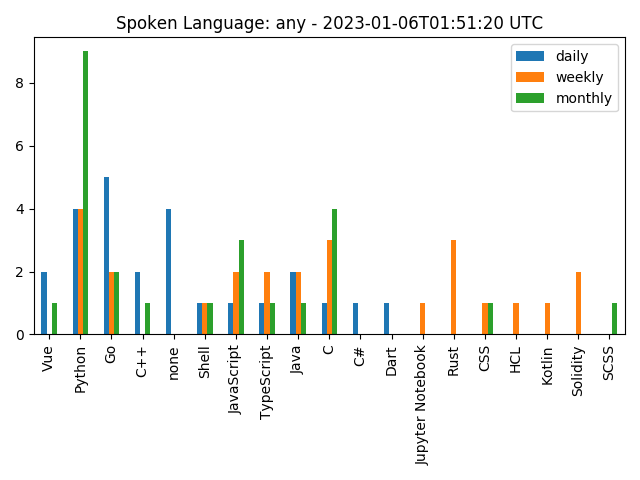 Spoken Language: any - 2023-01-06T01:51:20 UTC
daily
weekly
monthly
8
6
4
2
0
Vue
Python
Go
C++
none
Shell
JavaScript
TypeScript
Java
C
C#
Dart
Jupyter Notebook
Rust
CSS
HCL
Kotlin
Solidity
SCSS